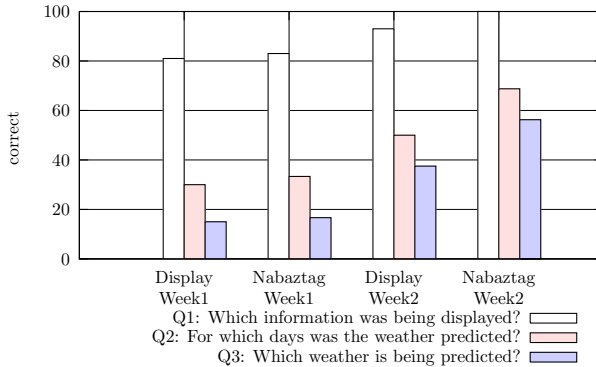 100
80
60
40
20
0
correct
Display Nabaztag Display Nabaztag
Week1 Week1 Week2 Week2
Q1: Which information was being displayed?
Q2: For which days was the weather predicted?
Q3: Which weather is being predicted?